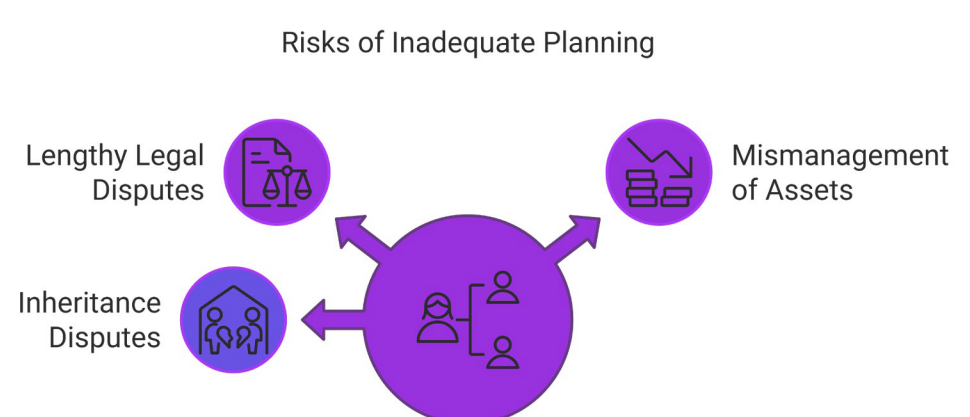 Risks of Inadequate Planning
Lengthy Legal
Disputes
Mismanagement
of Assets
Inheritance
Disputes